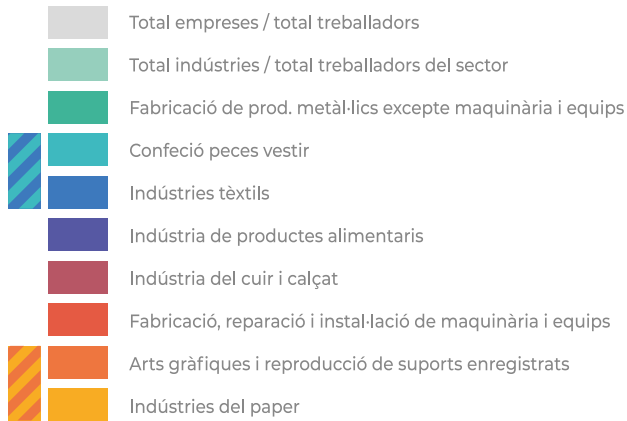 Total empreses / total treballadors
Total indústries / total treballadors del sector
Fabricació de prod. metàl·lics excepte maquinària i equips
Confeció peces vestir
Indústries tèxtils
Indústria de productes alimentaris
Indústria del cuir i calçat
Fabricació, reparació i instal·lació de maquinària i equips
Arts gràfiques i reproducció de suports enregistrats
Indústries del paper